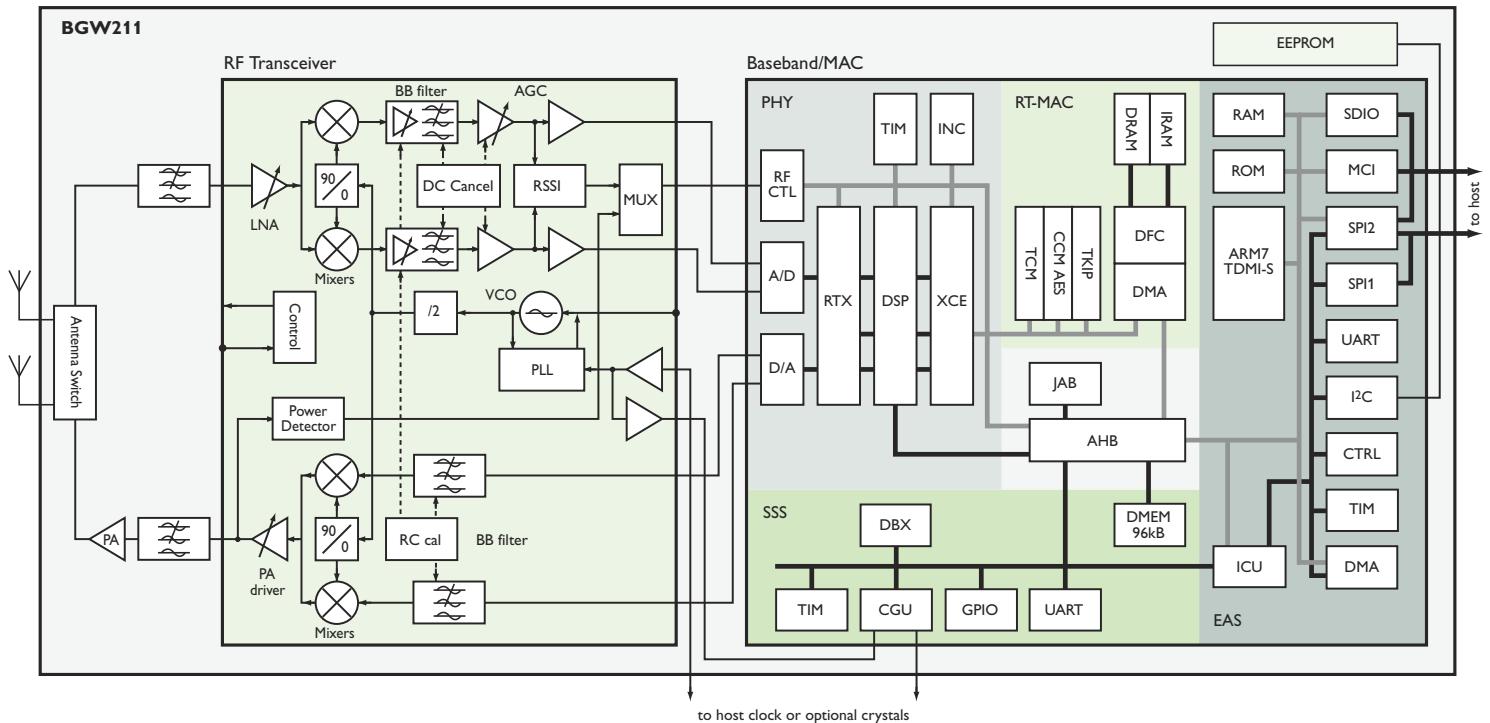 BGW211
EEPROM
RF Transceiver
Baseband/MAC
BB filter
AGC
PHY
RT-MAC
TIM
INC
DRAM
IRAM
RAM
SDIO
90
0
DC Cancel
RSSI
MUX
RF
CTL
ROM
MCI
to host
LNA
Mixers
TCM
CCM AES
TKIP
DFC
ARM7
TDMI-S
SPI2
A/D
RTX
DSP
XCE
DMA
SPI1
Antenna Switch
Control
/2
VCO
PLL
UART
D/A
JAB
I²C
Power
Detector
AHB
CTRL
PA
90
0
RC cal
BB filter
SSS
DBX
DMEM
96kB
TIM
PA
driver
ICU
DMA
TIM
CGU
GPIO
UART
EAS
Mixers
to host clock or optional crystals